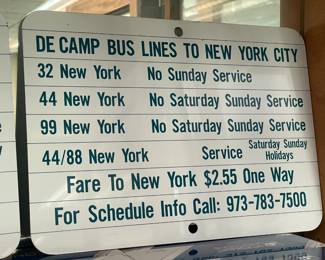 DE CAMP BUS LINES TO NEW YORK CITY
32 New York No Sunday Service
44 New York No Saturday Sunday Service
99 New York No Saturday Sunday Service
44/88 New York Service Saturday Sunday Holidays
Fare To New York $2.55 One Way
For Schedule Info Call: 973-783-7500